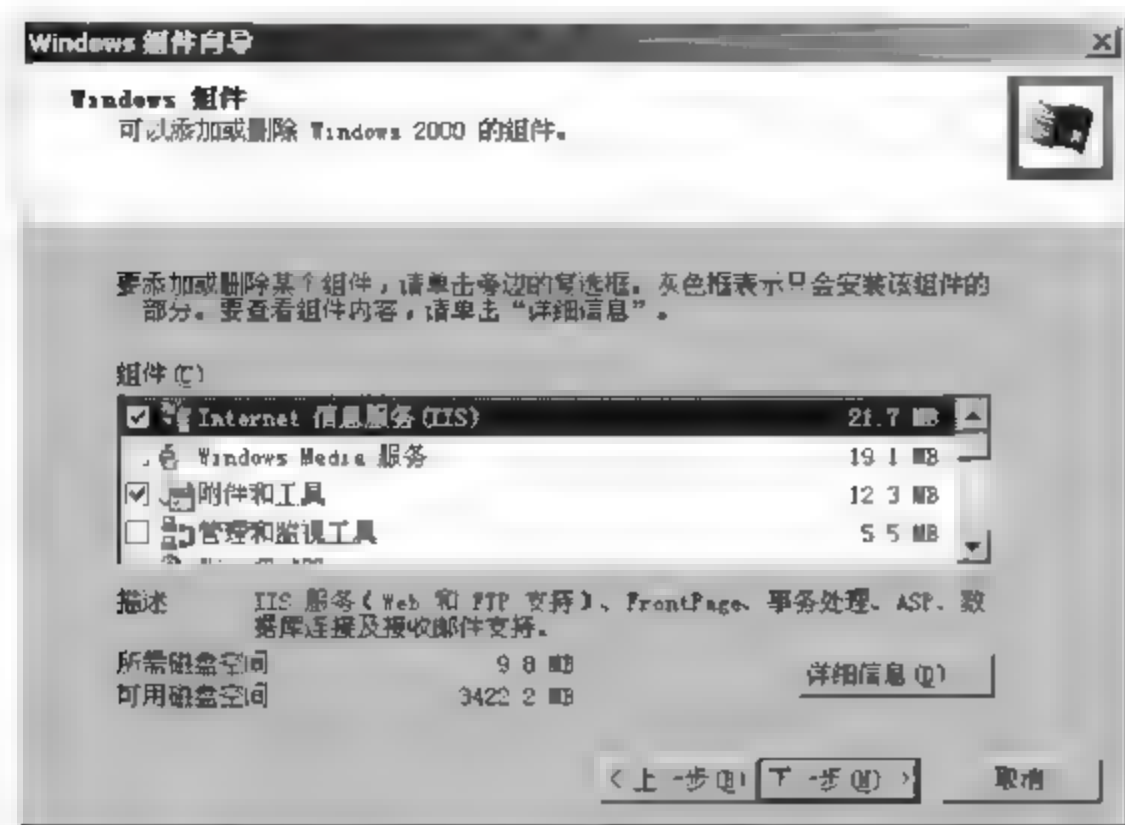 Windows 组件向导
Windows 组件
可以添加或删除 Windows 2000 的组件。
要添加或删除某个组件，请单击旁边的复选框。灰色框表示只会安装该组件的
部分。要查看组件内容，请单击“详细信息”。
组件(C)
Internet 信息服务(IIS) 21.7 MB
Windows Media 服务 19 1 MB
附件和工具 12 3 MB
管理和监视工具 5 5 MB
描述 IIS 服务(Web 和 FTP 支持)、FrontPage、事务处理、ASP、数
据库连接及接收邮件支持。
所需磁盘空间 9 8 MB
可用磁盘空间 3422 2 MB
详细信息(D)
< 上一步(B) 下一步(N) > 取消